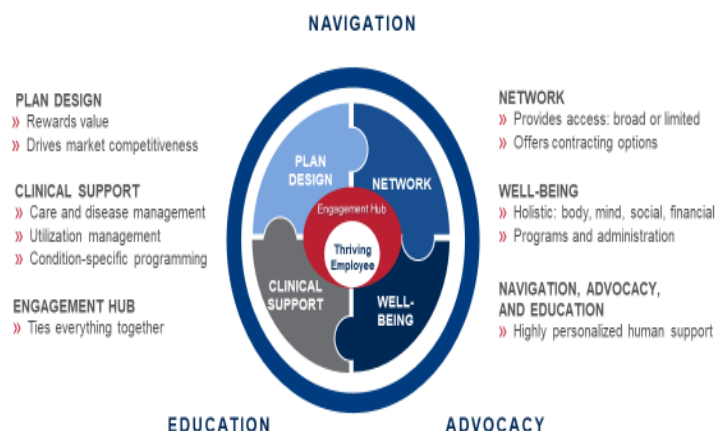 NAVIGATION
PLAN DESIGN
» Rewards value
» Drives market competitiveness
CLINICAL SUPPORT
» Care and disease management
» Utilization management
» Condition-specific programming
ENGAGEMENT HUB
» Ties everything together
PLAN
DESIGN
NETWORK
Engagement Hub
Thriving
Employee
CLINICAL
SUPPORT
WELL-
BEING
NETWORK
» Provides access: broad or limited
» Offers contracting options
WELL-BEING
» Holistic: body, mind, social, financial
» Programs and administration
NAVIGATION, ADVOCACY,
AND EDUCATION
» Highly personalized human support
EDUCATION
ADVOCACY